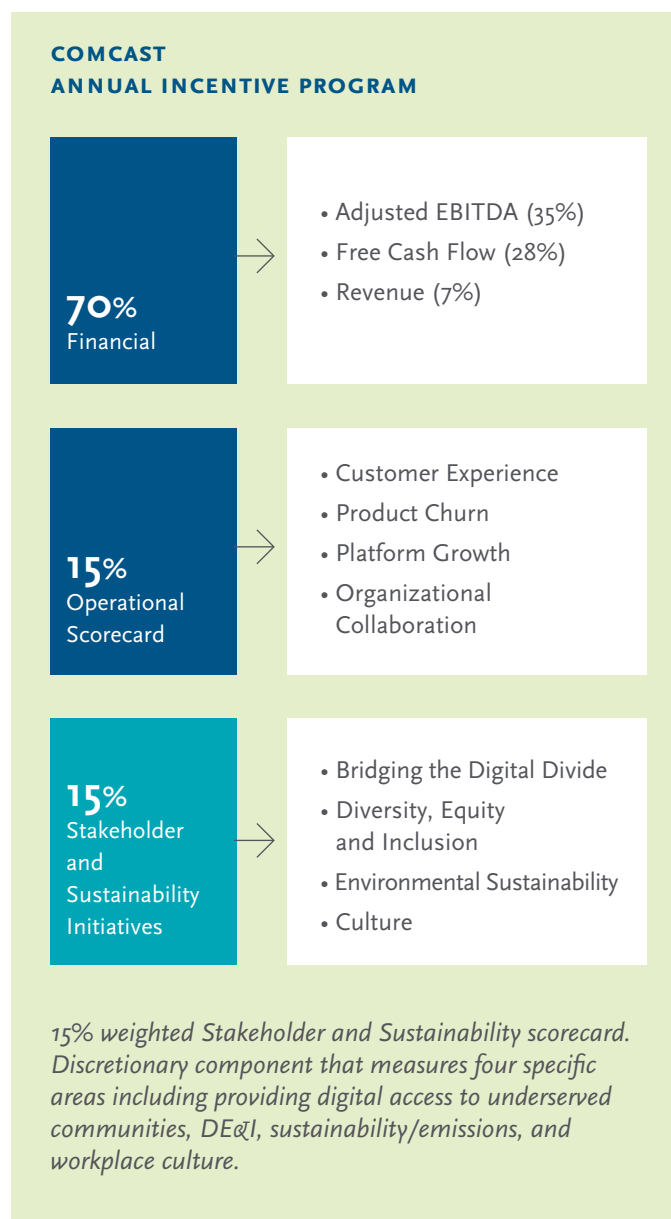 COMCAST
ANNUAL INCENTIVE PROGRAM
70%
Financial
• Adjusted EBITDA (35%)
• Free Cash Flow (28%)
• Revenue (7%)
15%
Operational
Scorecard
• Customer Experience
• Product Churn
• Platform Growth
• Organizational
Collaboration
15%
Stakeholder
and
Sustainability
Initiatives
• Bridging the Digital Divide
• Diversity, Equity
and Inclusion
• Environmental Sustainability
• Culture
15% weighted Stakeholder and Sustainability scorecard.
Discretionary component that measures four specific
areas including providing digital access to underserved
communities, DE&I, sustainability/emissions, and
workplace culture.